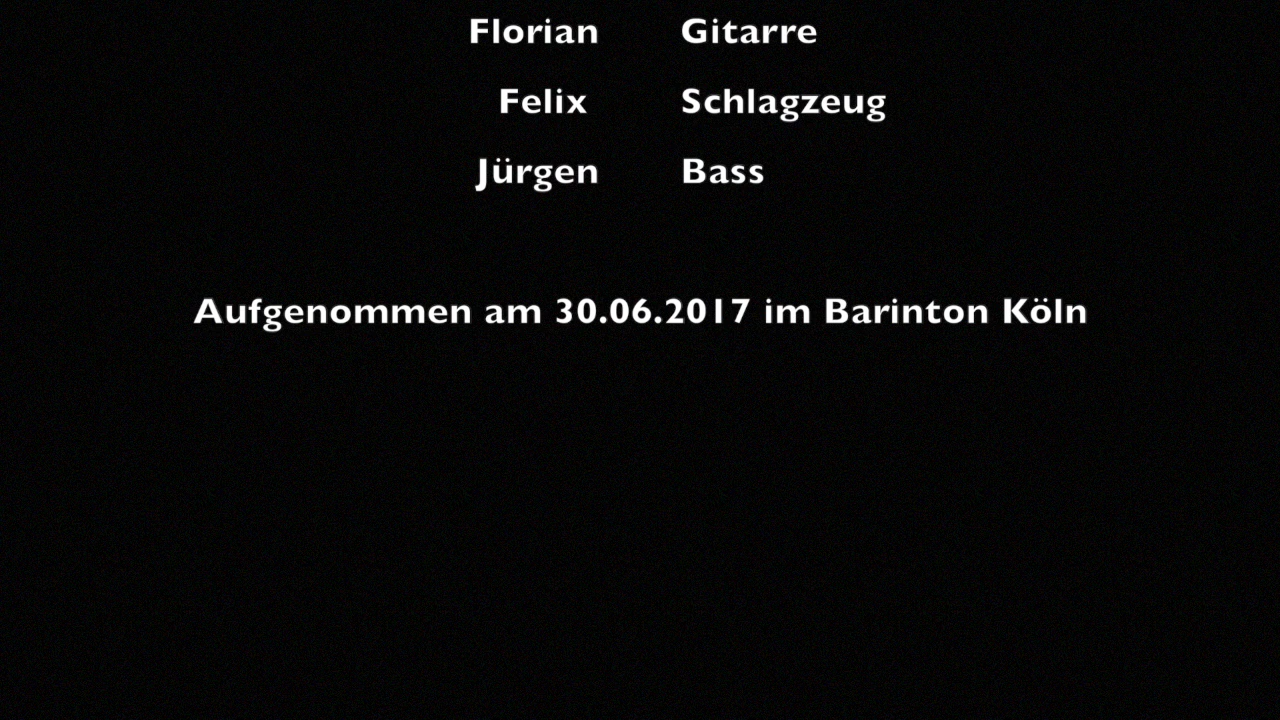 Florian Gitarre
Felix Schlagzeug
Jürgen Bass
Aufgenommen am 30.06.2017 im Barinton Köln